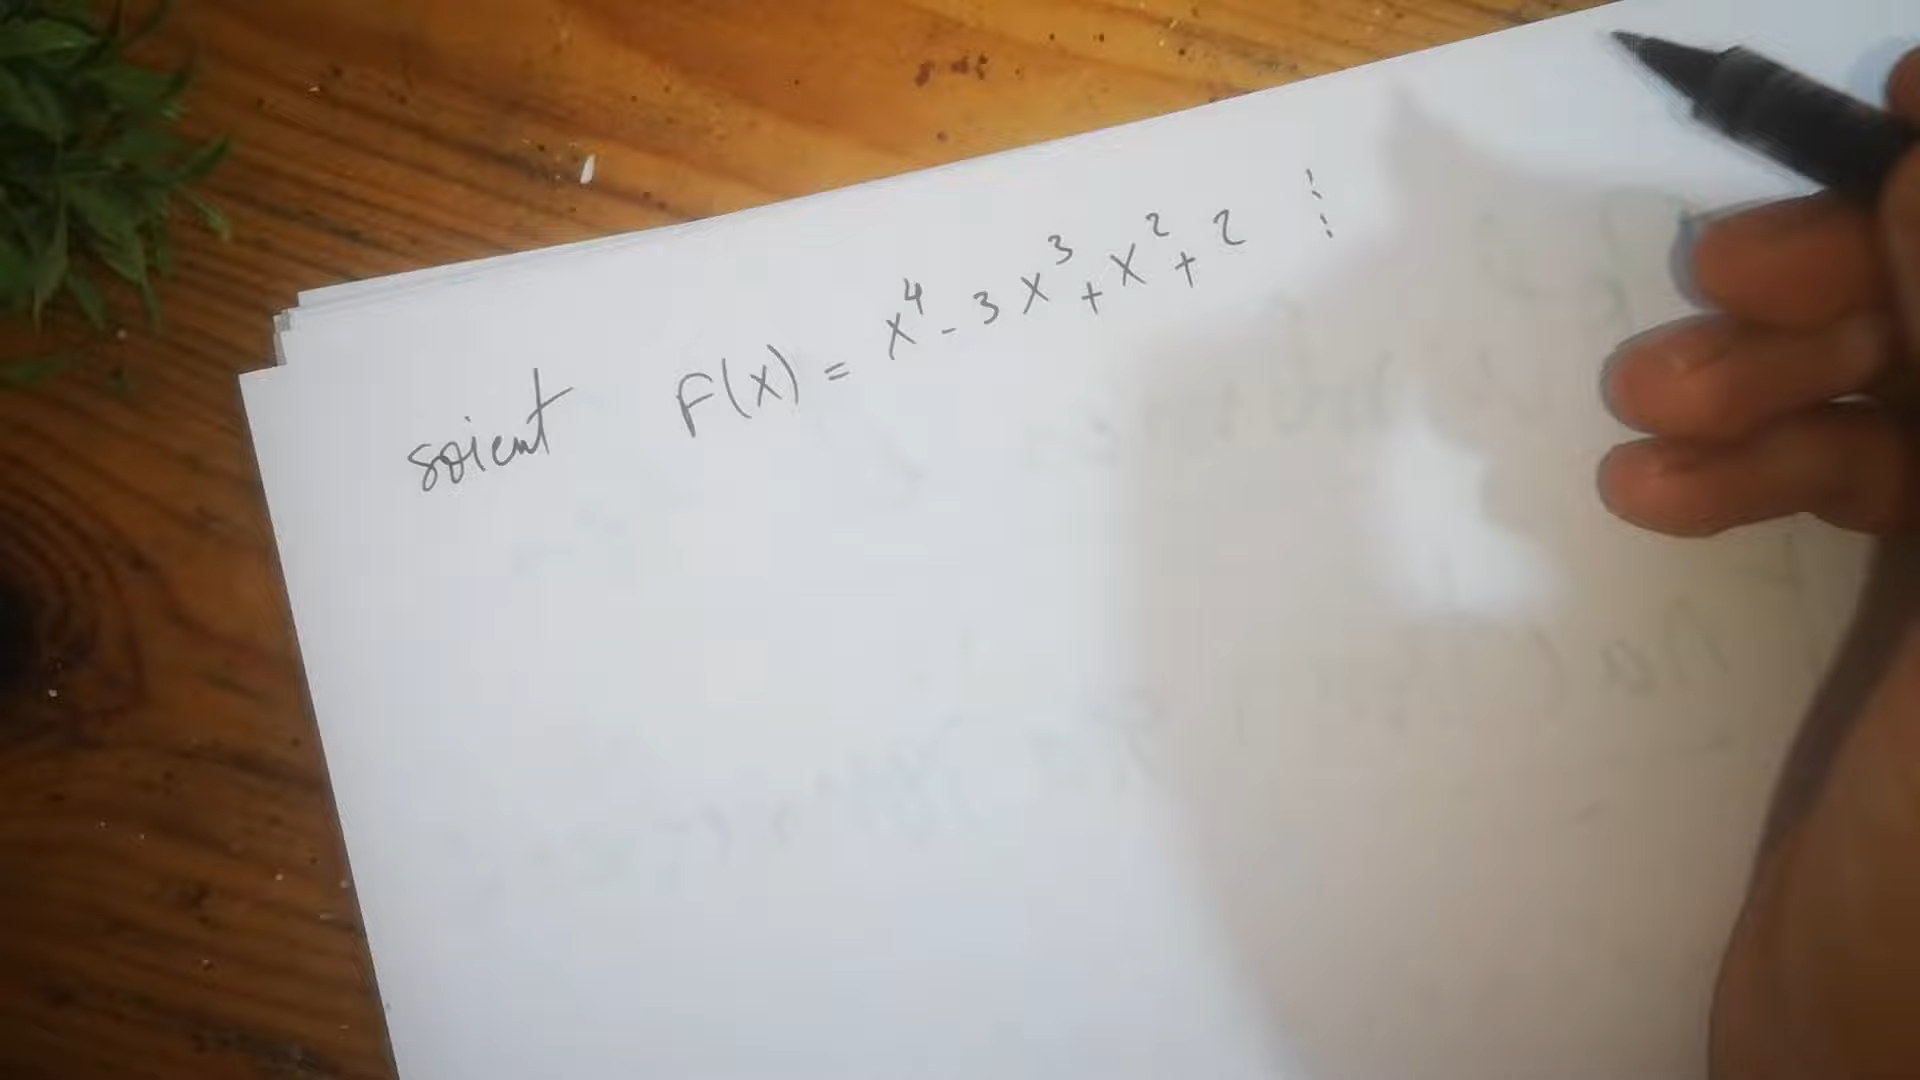 soient F(x) = x⁴ - 3x³ + x² + 2